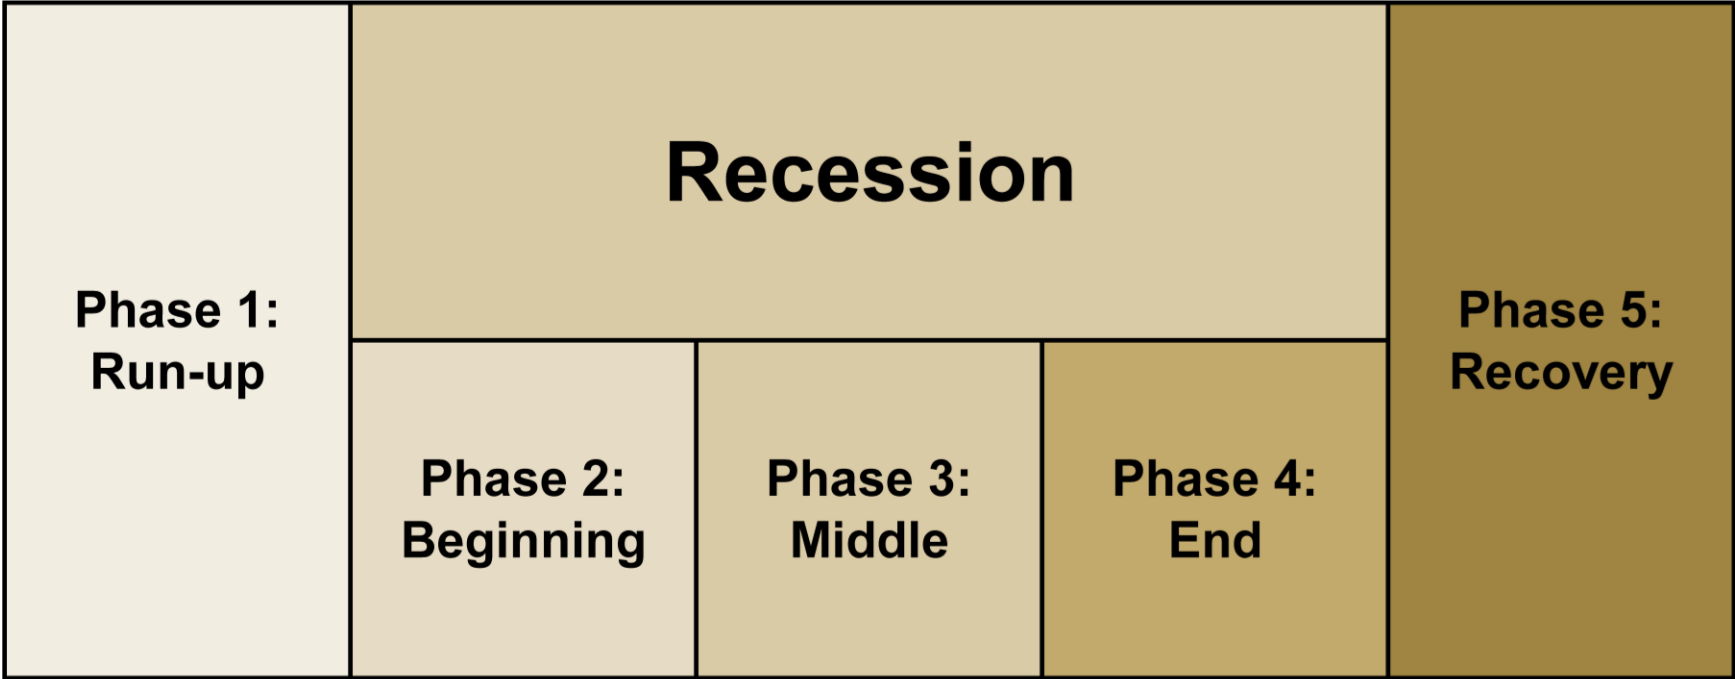 Phase 1:
Run-up
Recession
Phase 2:
Beginning
Phase 3:
Middle
Phase 4:
End
Phase 5:
Recovery